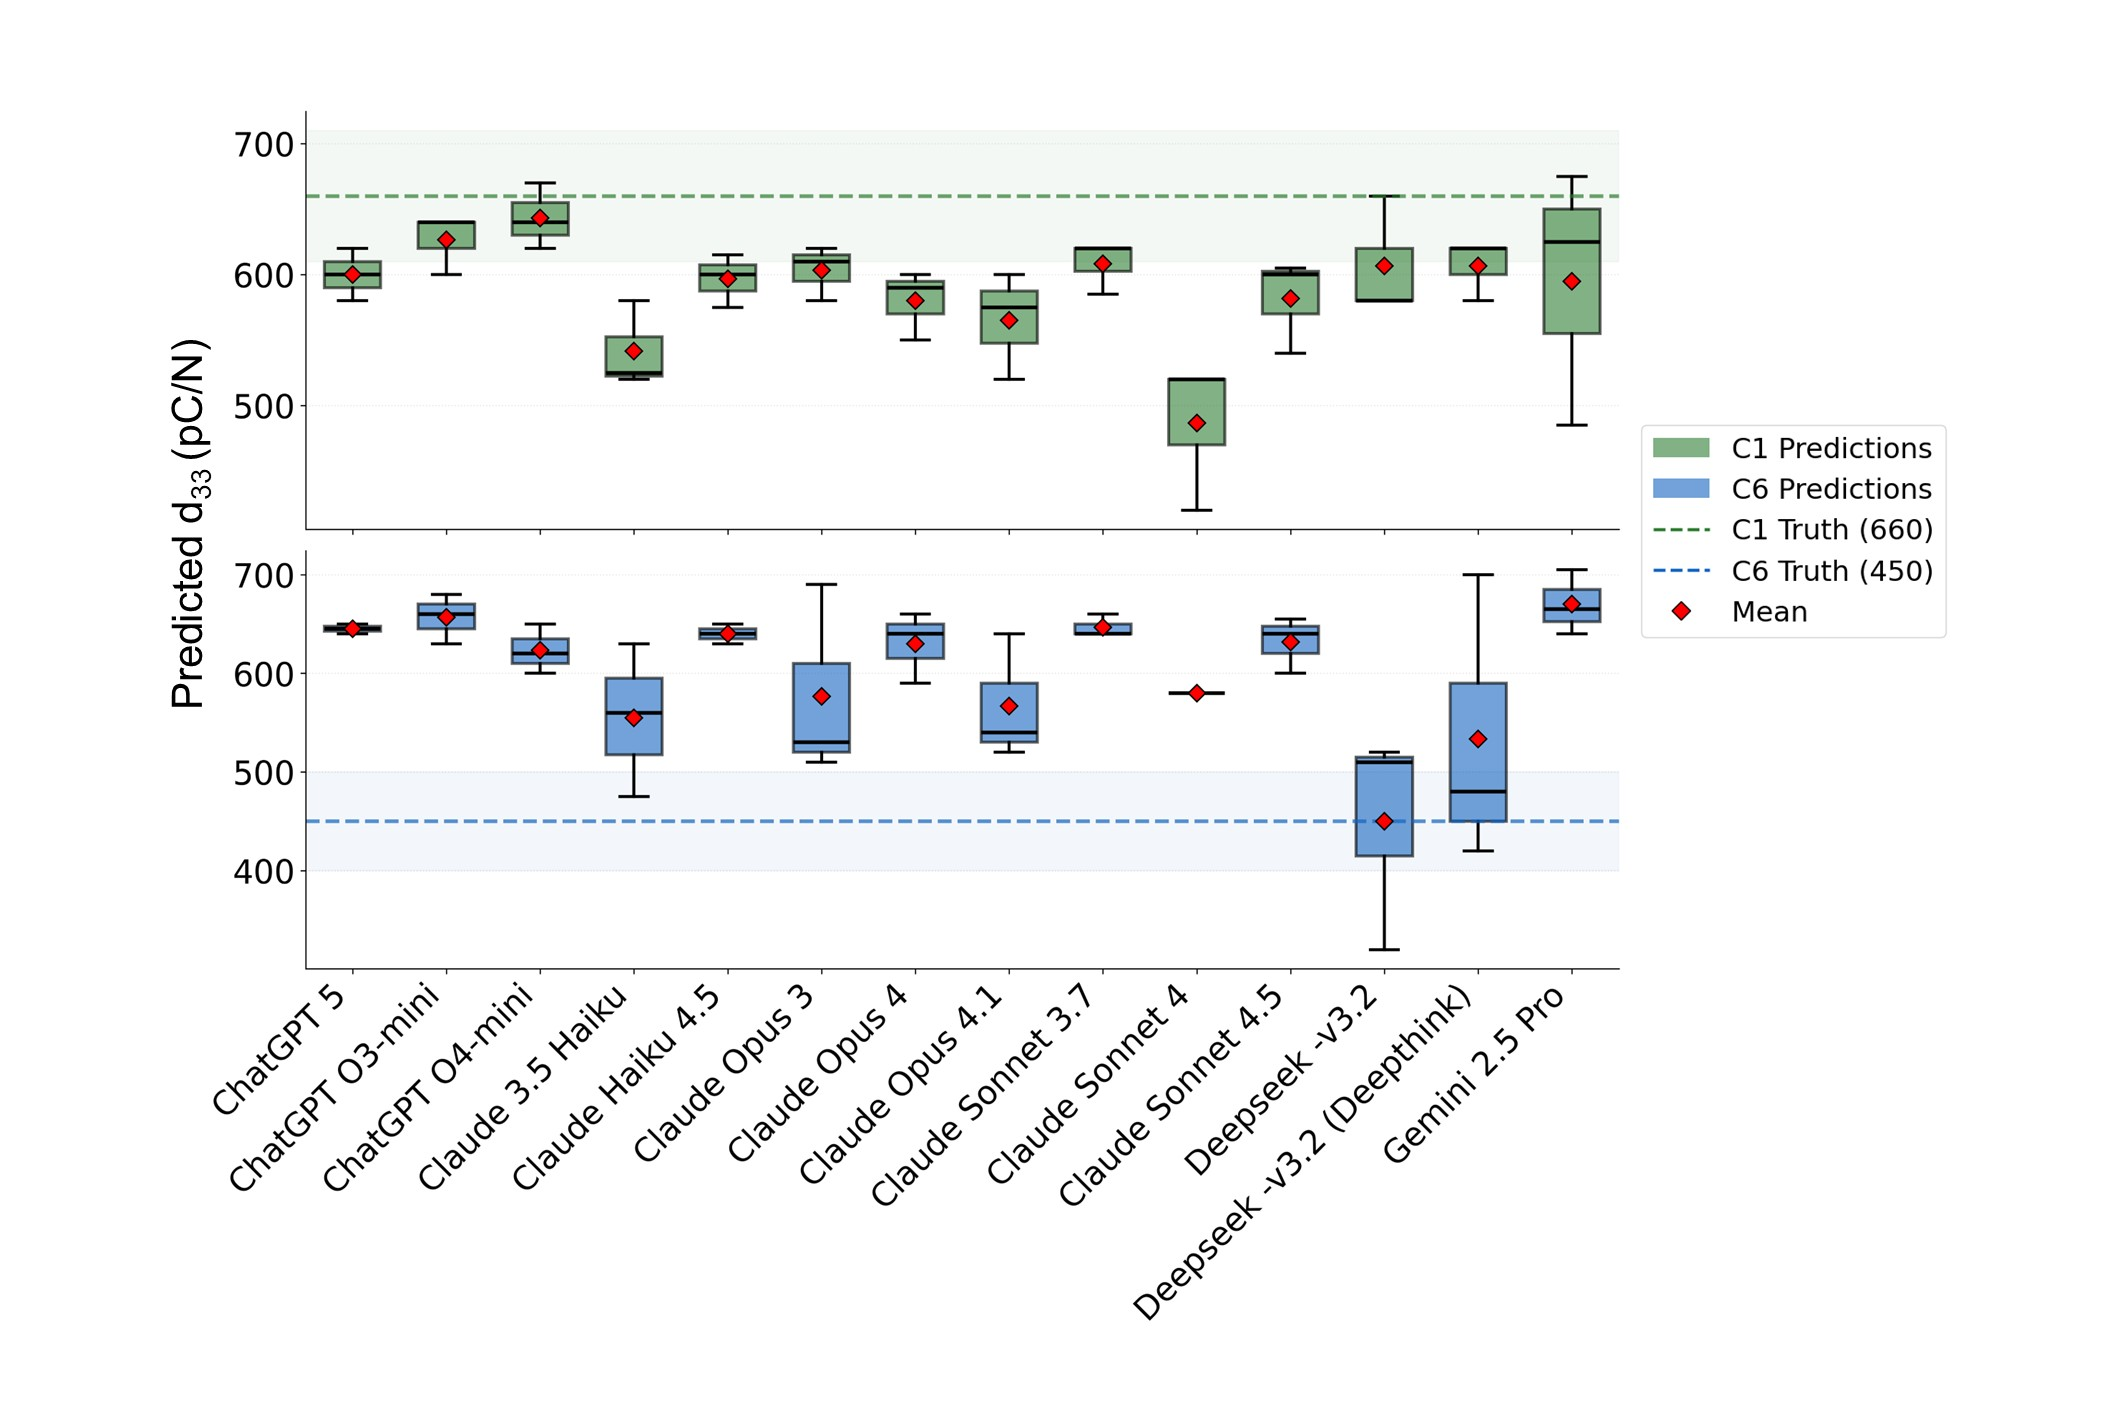 Predicted d33 (pC/N)
700
600
500
700
600
500
400
ChatGPT 5
ChatGPT O3-mini
ChatGPT O4-mini
Claude 3.5 Haiku
Claude Haiku 4.5
Claude Opus 3
Claude Opus 4
Claude Opus 4.1
Claude Sonnet 3.7
Claude Sonnet 4
Claude Sonnet 4.5
Deepseek -v3.2
Deepseek -v3.2 (Deepthink)
Gemini 2.5 Pro
C1 Predictions
C6 Predictions
C1 Truth (660)
C6 Truth (450)
Mean